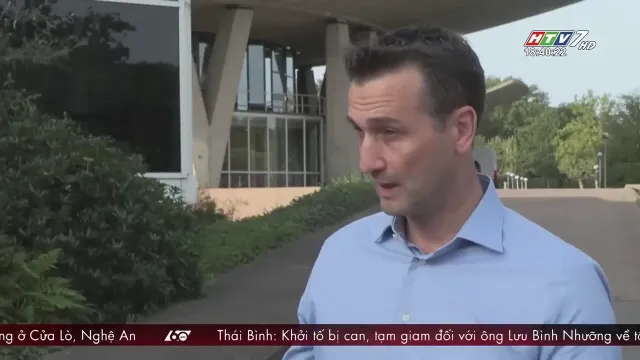 HTV7 HD
18:40:22
ng ở Cửa Lò, Nghệ An 60 Thái Bình: Khởi tố bị can, tạm giam đối với ông Lưu Bình Nhưỡng về t